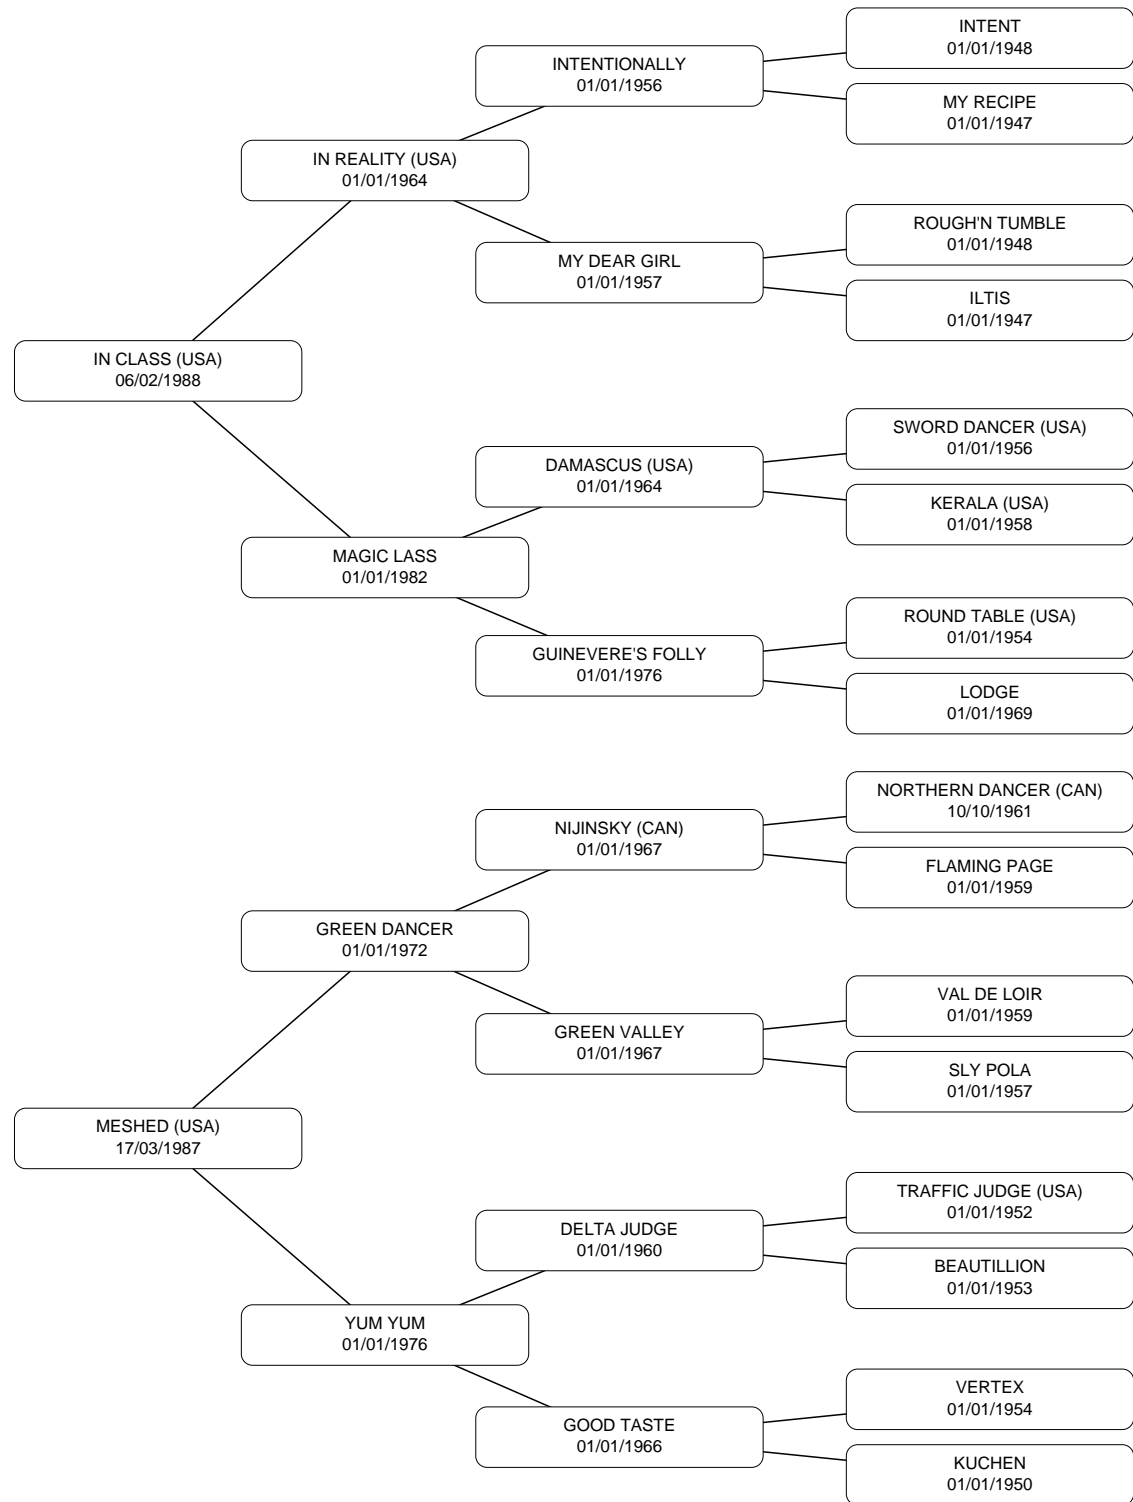 INTENT
01/01/1948
INTENTIONALLY
01/01/1956
MY RECIPE
01/01/1947
IN REALITY (USA)
01/01/1964
ROUGH'N TUMBLE
01/01/1948
MY DEAR GIRL
01/01/1957
ILTIS
01/01/1947
IN CLASS (USA)
06/02/1988
SWORD DANCER (USA)
01/01/1956
DAMASCUS (USA)
01/01/1964
KERALA (USA)
01/01/1958
MAGIC LASS
01/01/1982
ROUND TABLE (USA)
01/01/1954
GUINEVERE'S FOLLY
01/01/1976
LODGE
01/01/1969
NORTHERN DANCER (CAN)
10/10/1961
NIJINSKY (CAN)
01/01/1967
FLAMING PAGE
01/01/1959
GREEN DANCER
01/01/1972
VAL DE LOIR
01/01/1959
GREEN VALLEY
01/01/1967
SLY POLA
01/01/1957
MESHED (USA)
17/03/1987
TRAFFIC JUDGE (USA)
01/01/1952
DELTA JUDGE
01/01/1960
BEAUTILLION
01/01/1953
YUM YUM
01/01/1976
VERTEX
01/01/1954
GOOD TASTE
01/01/1966
KUCHEN
01/01/1950